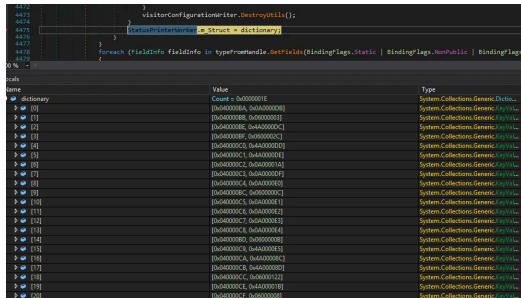 4472 }
4473 visitorConfigurationWriter.DestroyUtils();
4474 }
4475 StatusPrinterWorker.m_Struct = dictionary;
4476 }
4477 }
4478 foreach (FieldInfo fieldInfo in typeFromHandle.GetFields(BindingFlags.Static | BindingFlags.NonPublic | BindingFlags
4479 {
00 %
ocals
Name Value Type
dictionary Count = 0x0000001E System.Collections.Generic.Dictio...
[0] [0x040000BA, 0x0A0000DB] System.Collections.Generic.KeyVal...
[1] [0x040000BB, 0x06000003] System.Collections.Generic.KeyVal...
[2] [0x040000BE, 0x4A0000DC] System.Collections.Generic.KeyVal...
[3] [0x040000BF, 0x0600002C] System.Collections.Generic.KeyVal...
[4] [0x040000C0, 0x4A0000DD] System.Collections.Generic.KeyVal...
[5] [0x040000C1, 0x4A0000DE] System.Collections.Generic.KeyVal...
[6] [0x040000C2, 0x0A00001A] System.Collections.Generic.KeyVal...
[7] [0x040000C3, 0x0A0000DF] System.Collections.Generic.KeyVal...
[8] [0x040000C4, 0x0A0000E0] System.Collections.Generic.KeyVal...
[9] [0x040000BC, 0x0600000C] System.Collections.Generic.KeyVal...
[10] [0x040000C5, 0x0A0000E1] System.Collections.Generic.KeyVal...
[11] [0x040000C6, 0x0A0000E2] System.Collections.Generic.KeyVal...
[12] [0x040000C7, 0x4A0000E3] System.Collections.Generic.KeyVal...
[13] [0x040000C8, 0x0A0000E4] System.Collections.Generic.KeyVal...
[14] [0x040000BD, 0x0600000B] System.Collections.Generic.KeyVal...
[15] [0x040000C9, 0x4A0000E5] System.Collections.Generic.KeyVal...
[16] [0x040000CA, 0x4A00008C] System.Collections.Generic.KeyVal...
[17] [0x040000CB, 0x4A00008D] System.Collections.Generic.KeyVal...
[18] [0x040000CC, 0x06000122] System.Collections.Generic.KeyVal...
[19] [0x040000CE, 0x4A00001B] System.Collections.Generic.KeyVal...
[20] [0x040000CF, 0x06000008] System.Collections.Generic.KeyVal...